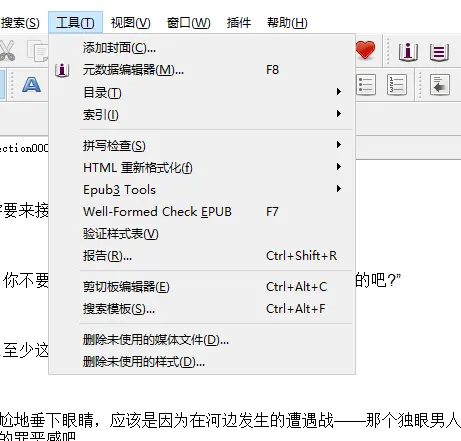 搜索(S) 工具(T) 视图(V) 窗口(W) 插件 帮助(H)
添加封面(C)...
元数据编辑器(M)... F8
目录(T)
索引(I)
ection000
拼写检查(S)
HTML 重新格式化(f)
Epub3 Tools
要来接
Well-Formed Check EPUB F7
验证样式表(V)
报告(R)... Ctrl+Shift+R
你不要 的吧?”
剪切板编辑器(E) Ctrl+Alt+C
搜索模板(S)... Ctrl+Alt+F
删除未使用的媒体文件(D)...
至少这
删除未使用的样式(D)...
尬地垂下眼睛，应该是因为在河边发生的遭遇战——那个独眼男人
的罪恶感吧